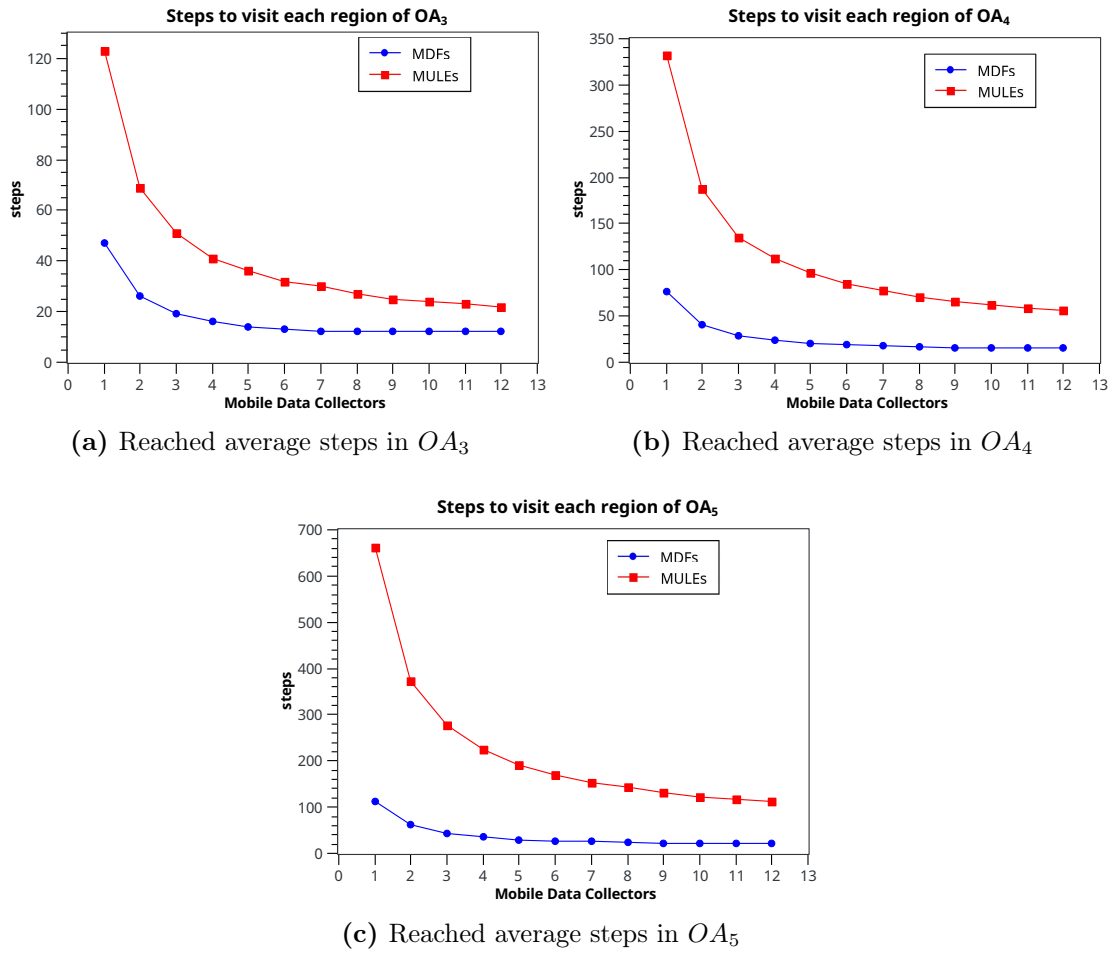 Steps to visit each region of OA₃
MDFs
MULEs
120
100
80
60
40
20
0
steps
0 1 2 3 4 5 6 7 8 9 10 11 12 13
Mobile Data Collectors
(a) Reached average steps in OA₃
Steps to visit each region of OA₄
MDFs
MULEs
350
300
250
200
150
100
50
0
steps
0 1 2 3 4 5 6 7 8 9 10 11 12 13
Mobile Data Collectors
(b) Reached average steps in OA₄
Steps to visit each region of OA₅
MDFs
MULEs
700
600
500
400
300
200
100
0
steps
0 1 2 3 4 5 6 7 8 9 10 11 12 13
Mobile Data Collectors
(c) Reached average steps in OA₅